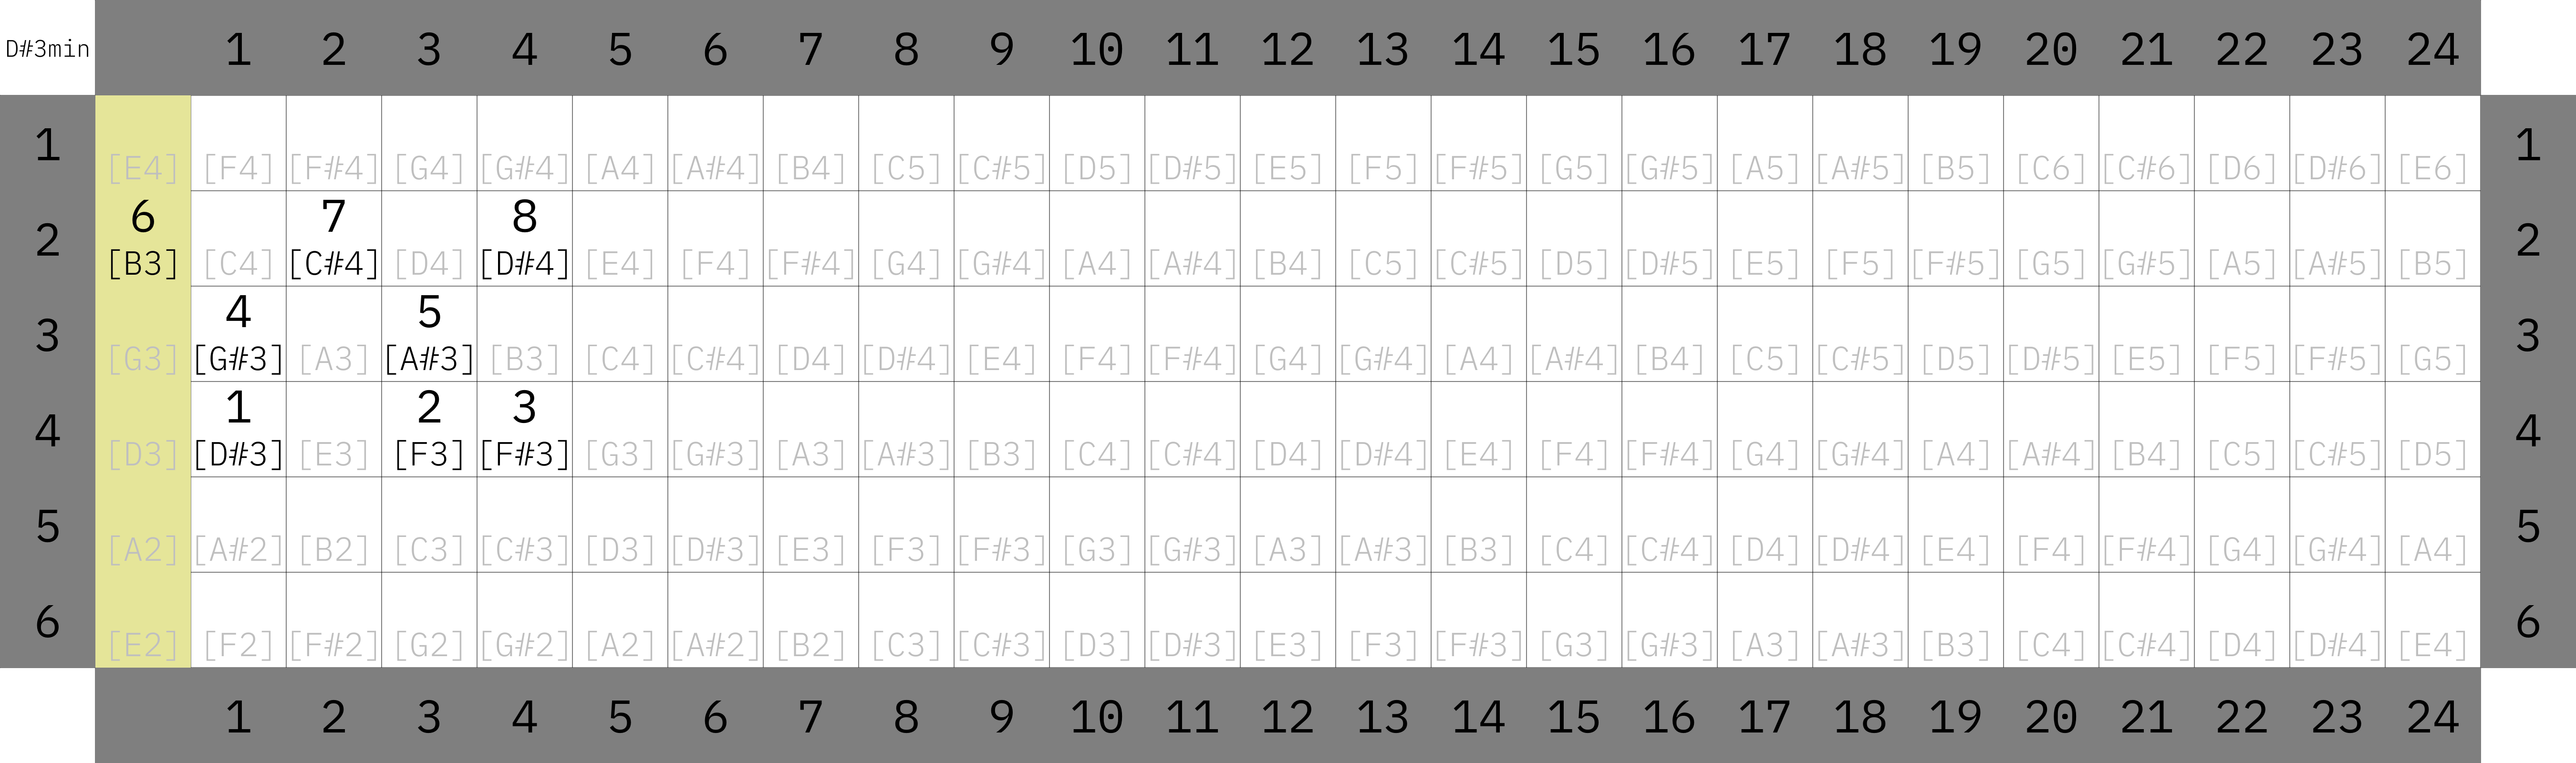 D#3min 1 2 3 4 5 6 7 8 9 10 11 12 13 14 15 16 17 18 19 20 21 22 23 24
1 [E4] [F4] [F#4] [G4] [G#4] [A4] [A#4] [B4] [C5] [C#5] [D5] [D#5] [E5] [F5] [F#5] [G5] [G#5] [A5] [A#5] [B5] [C6] [C#6] [D6] [D#6] [E6] 1
6 7 8
2 [B3] [C4] [C#4] [D4] [D#4] [E4] [F4] [F#4] [G4] [G#4] [A4] [A#4] [B4] [C5] [C#5] [D5] [D#5] [E5] [F5] [F#5] [G5] [G#5] [A5] [A#5] [B5] 2
4 5
3 [G3] [G#3] [A3] [A#3] [B3] [C4] [C#4] [D4] [D#4] [E4] [F4] [F#4] [G4] [G#4] [A4] [A#4] [B4] [C5] [C#5] [D5] [D#5] [E5] [F5] [F#5] [G5] 3
1 2 3
4 [D3] [D#3] [E3] [F3] [F#3] [G3] [G#3] [A3] [A#3] [B3] [C4] [C#4] [D4] [D#4] [E4] [F4] [F#4] [G4] [G#4] [A4] [A#4] [B4] [C5] [C#5] [D5] 4
5 [A2] [A#2] [B2] [C3] [C#3] [D3] [D#3] [E3] [F3] [F#3] [G3] [G#3] [A3] [A#3] [B3] [C4] [C#4] [D4] [D#4] [E4] [F4] [F#4] [G4] [G#4] [A4] 5
6 [E2] [F2] [F#2] [G2] [G#2] [A2] [A#2] [B2] [C3] [C#3] [D3] [D#3] [E3] [F3] [F#3] [G3] [G#3] [A3] [A#3] [B3] [C4] [C#4] [D4] [D#4] [E4] 6
1 2 3 4 5 6 7 8 9 10 11 12 13 14 15 16 17 18 19 20 21 22 23 24